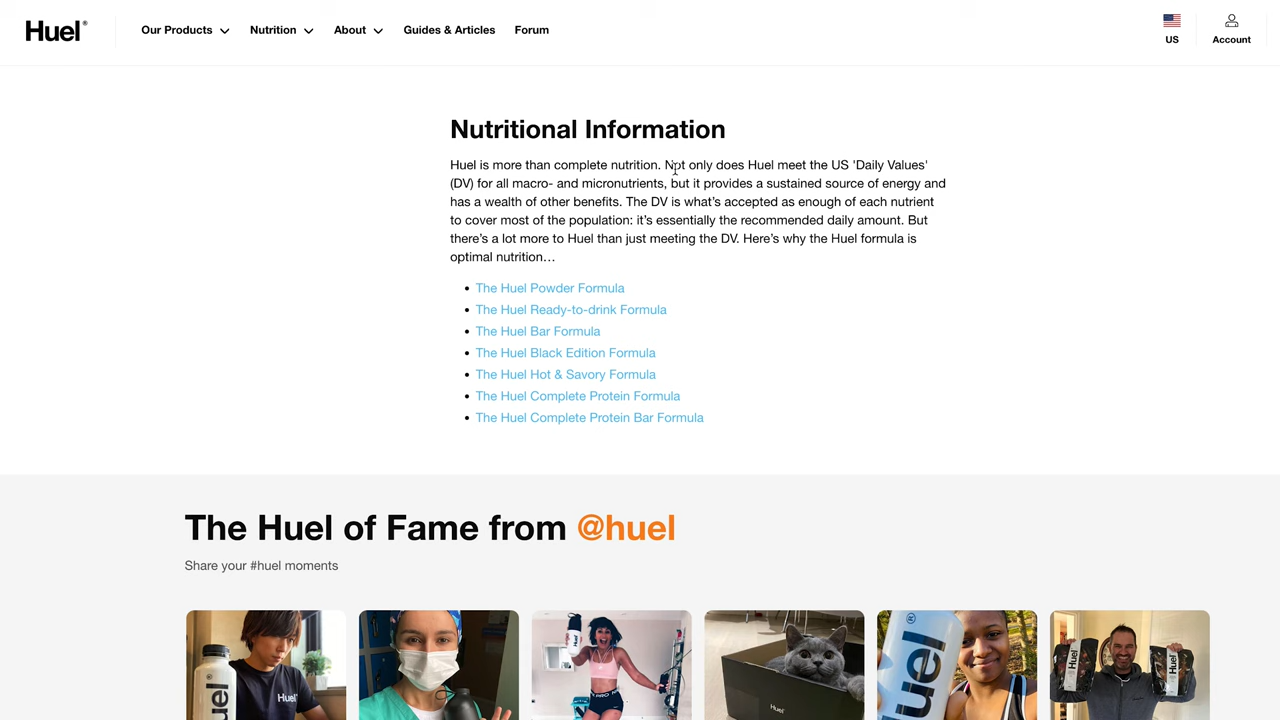 Huel®
Our Products
Nutrition
About
Guides & Articles
Forum
US
Account
Nutritional Information
Huel is more than complete nutrition. Not only does Huel meet the US 'Daily Values'
(DV) for all macro- and micronutrients, but it provides a sustained source of energy and
has a wealth of other benefits. The DV is what’s accepted as enough of each nutrient
to cover most of the population: it’s essentially the recommended daily amount. But
there’s a lot more to Huel than just meeting the DV. Here’s why the Huel formula is
optimal nutrition…
• The Huel Powder Formula
• The Huel Ready-to-drink Formula
• The Huel Bar Formula
• The Huel Black Edition Formula
• The Huel Hot & Savory Formula
• The Huel Complete Protein Formula
• The Huel Complete Protein Bar Formula
The Huel of Fame from @huel
Share your #huel moments
Huel
Huel
Huel
Huel®
Huel
Huel